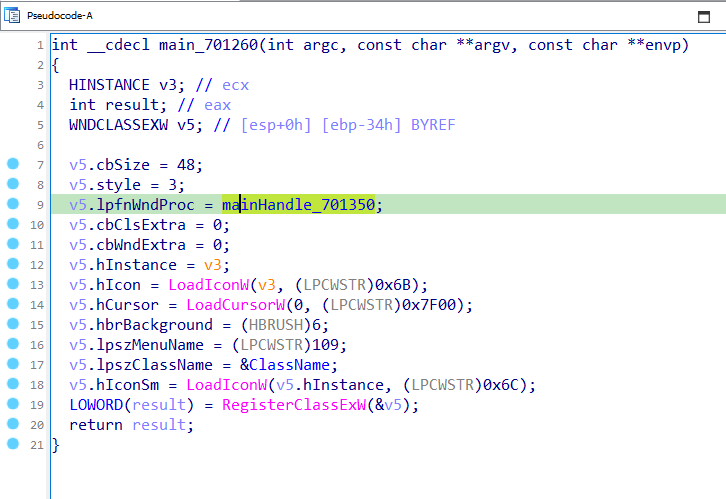 Pseudocode-A
1 int __cdecl main_701260(int argc, const char **argv, const char **envp)
2 {
3 HINSTANCE v3; // ecx
4 int result; // eax
5 WNDCLASSEXW v5; // [esp+0h] [ebp-34h] BYREF
6
7 v5.cbSize = 48;
8 v5.style = 3;
9 v5.lpfnWndProc = mainHandle_701350;
10 v5.cbClsExtra = 0;
11 v5.cbWndExtra = 0;
12 v5.hInstance = v3;
13 v5.hIcon = LoadIconW(v3, (LPCWSTR)0x6B);
14 v5.hCursor = LoadCursorW(0, (LPCWSTR)0x7F00);
15 v5.hbrBackground = (HBRUSH)6;
16 v5.lpszMenuName = (LPCWSTR)109;
17 v5.lpszClassName = &ClassName;
18 v5.hIconSm = LoadIconW(v5.hInstance, (LPCWSTR)0x6C);
19 LOWORD(result) = RegisterClassExW(&v5);
20 return result;
21 }